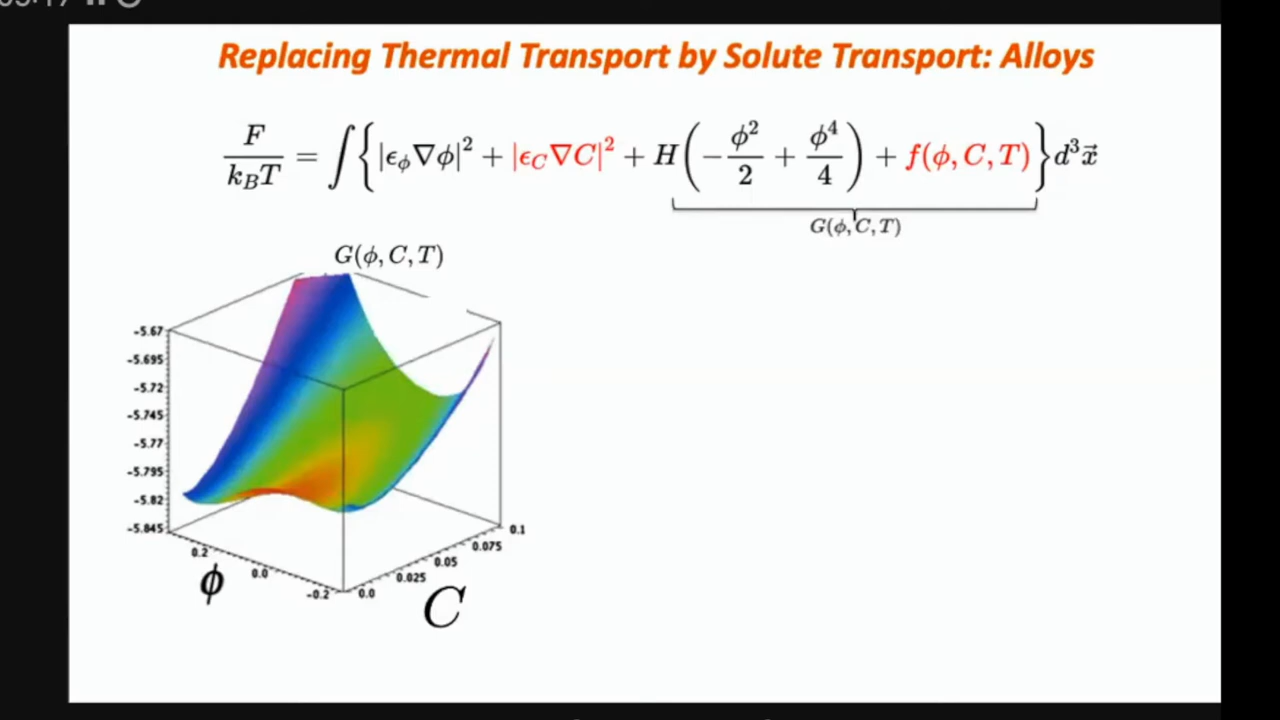 Replacing Thermal Transport by Solute Transport: Alloys
F/(k_BT) = ∫{|ϵ_ϕ∇ϕ|² + |ϵ_C∇C|² + H(−ϕ²/2 + ϕ⁴/4) + f(ϕ, C, T)}d³x⃗
G(ϕ, C, T)
G(ϕ, C, T)
-5.67
-5.695
-5.72
-5.745
-5.77
-5.795
-5.82
-5.845
0.2
0.0
-0.2
ϕ
0.0
0.025
0.05
0.075
0.1
C